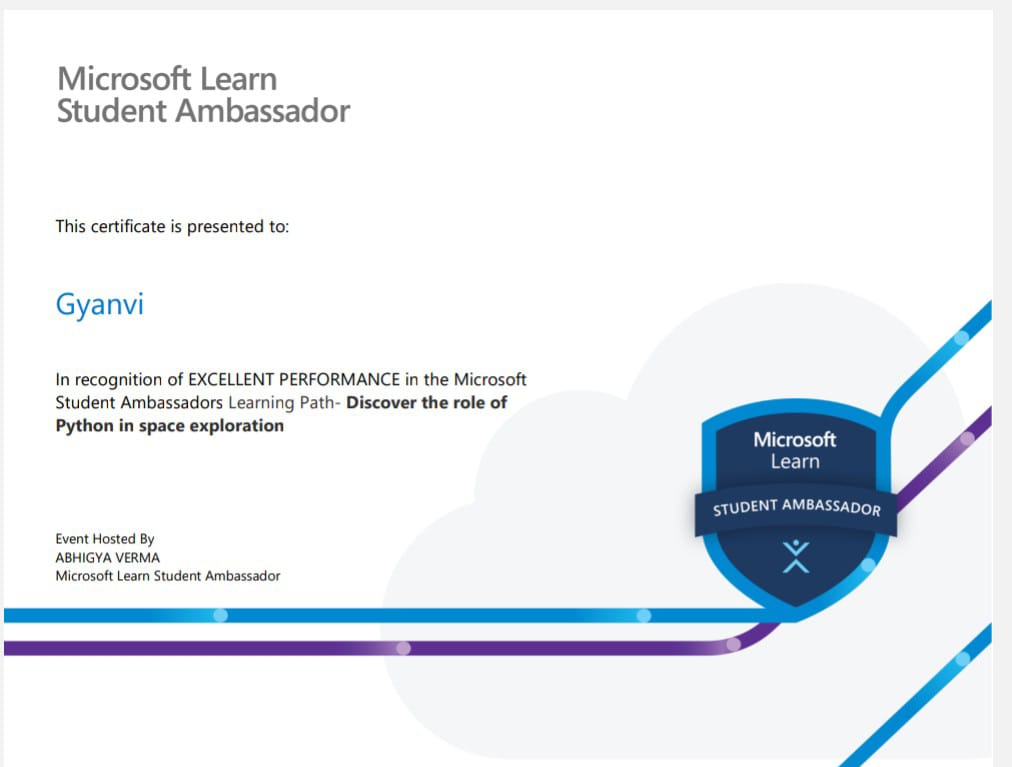 Microsoft Learn
Student Ambassador
This certificate is presented to:
Gyanvi
In recognition of EXCELLENT PERFORMANCE in the Microsoft
Student Ambassadors Learning Path- Discover the role of
Python in space exploration
Event Hosted By
ABHIGYA VERMA
Microsoft Learn Student Ambassador
Microsoft
Learn
STUDENT AMBASSADOR